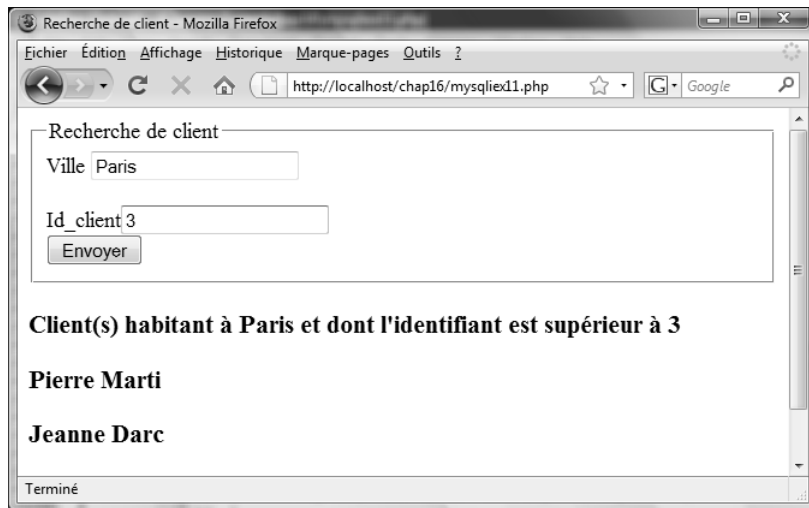 Recherche de client - Mozilla Firefox
Fichier Édition Affichage Historique Marque-pages Outils ?
http://localhost/chap16/mysqliex11.php
G Google
Recherche de client
Ville Paris
Id_client 3
Envoyer
Client(s) habitant à Paris et dont l'identifiant est supérieur à 3
Pierre Marti
Jeanne Darc
Terminé